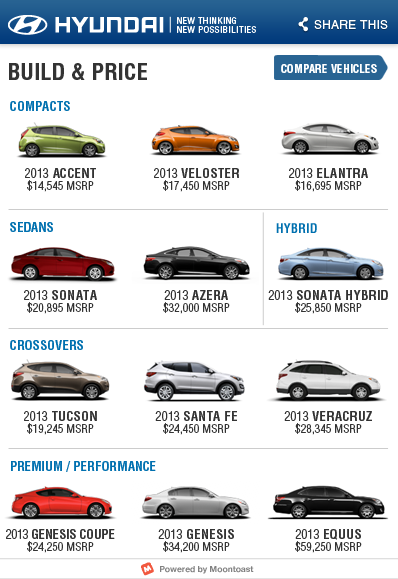 HYUNDAI
NEW THINKING
NEW POSSIBILITIES
SHARE THIS
BUILD & PRICE
COMPARE VEHICLES
COMPACTS
2013 ACCENT
$14,545 MSRP
2013 VELOSTER
$17,450 MSRP
2013 ELANTRA
$16,695 MSRP
SEDANS
2013 SONATA
$20,895 MSRP
2013 AZERA
$32,000 MSRP
HYBRID
2013 SONATA HYBRID
$25,850 MSRP
CROSSOVERS
2013 TUCSON
$19,245 MSRP
2013 SANTA FE
$24,450 MSRP
2013 VERACRUZ
$28,345 MSRP
PREMIUM / PERFORMANCE
2013 GENESIS COUPE
$24,250 MSRP
2013 GENESIS
$34,200 MSRP
2013 EQUUS
$59,250 MSRP
Powered by Moontoast